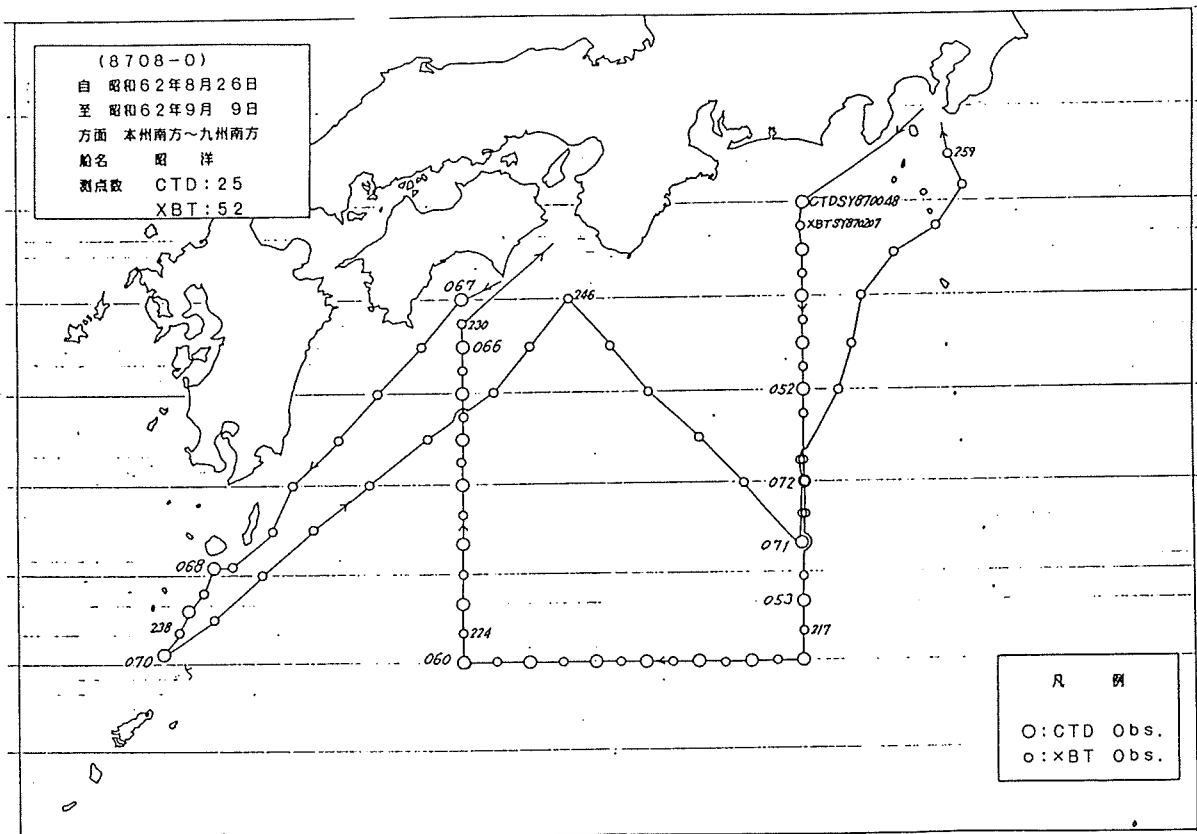 (8708-0)
自 昭和62年8月26日
至 昭和62年9月 9日
方面 本州南方~九州南方
船名 昭 洋
測点数 CTD:25
XBT:52
259
CTDSY870048
XBTSY870207
067
246
230
066
052
072
071
068
053
238
224
217
070
060
凡 例
○:CTD Obs.
○:XBT Obs.